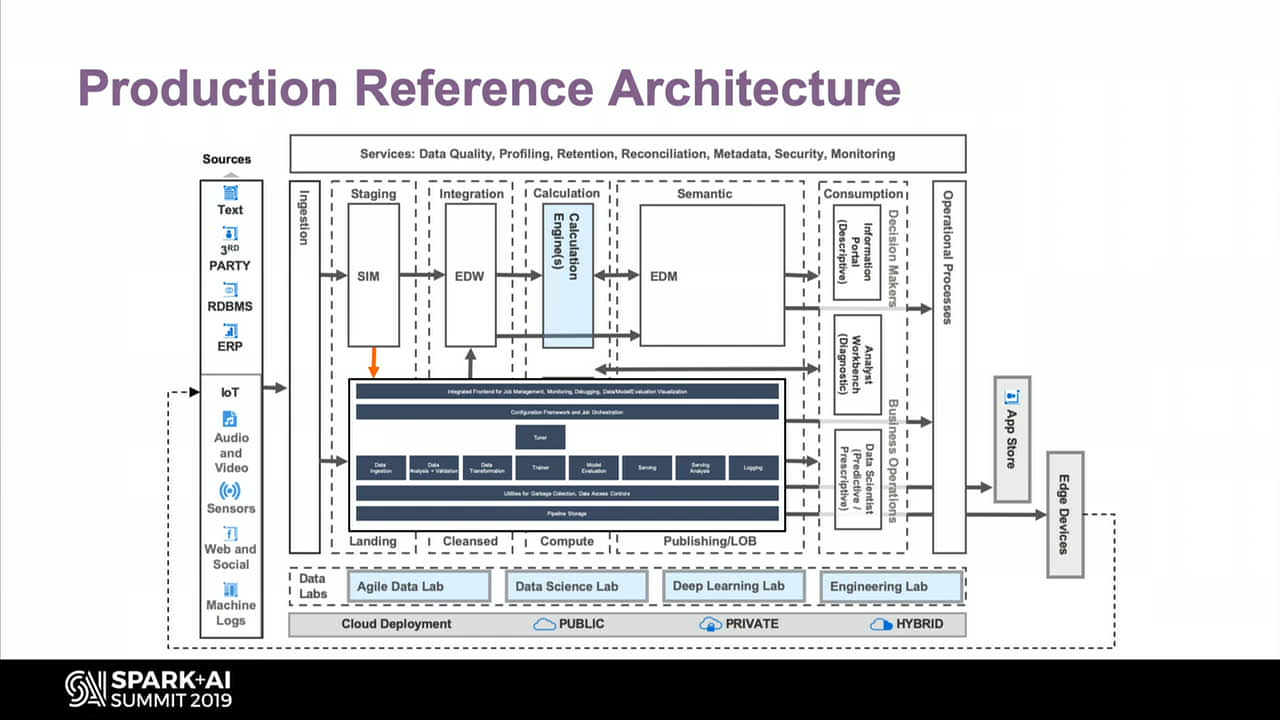 Production Reference Architecture
Services: Data Quality, Profiling, Retention, Reconciliation, Metadata, Security, Monitoring
Sources
Text
3RD
PARTY
RDBMS
ERP
IoT
Audio
and
Video
Sensors
Web and
Social
Machine
Logs
Ingestion
Staging
SIM
Integration
EDW
Calculation
Calculation
Engine(s)
Semantic
EDM
Consumption
Information
Portal
(Descriptive)
Analyst
Workbench
(Diagnostic)
Data Scientist
(Predictive /
Prescriptive)
Decision Makers
Business Operations
Operational Processes
App Store
Edge Devices
Integrated Frontend for Job Management, Monitoring, Debugging, Data/Model/Evaluation Visualization
Configuration Framework and Job Orchestration
Tuner
Data
Ingestion
Data
Analysis + Validation
Data
Transformation
Trainer
Model
Evaluation
Serving
Serving
Analysis
Logging
Utilities for Garbage Collection, Data Access Controls
Pipeline Storage
Landing
Cleansed
Compute
Publishing/LOB
Data
Labs
Agile Data Lab
Data Science Lab
Deep Learning Lab
Engineering Lab
Cloud Deployment
PUBLIC
PRIVATE
HYBRID
SPARK+AI
SUMMIT 2019